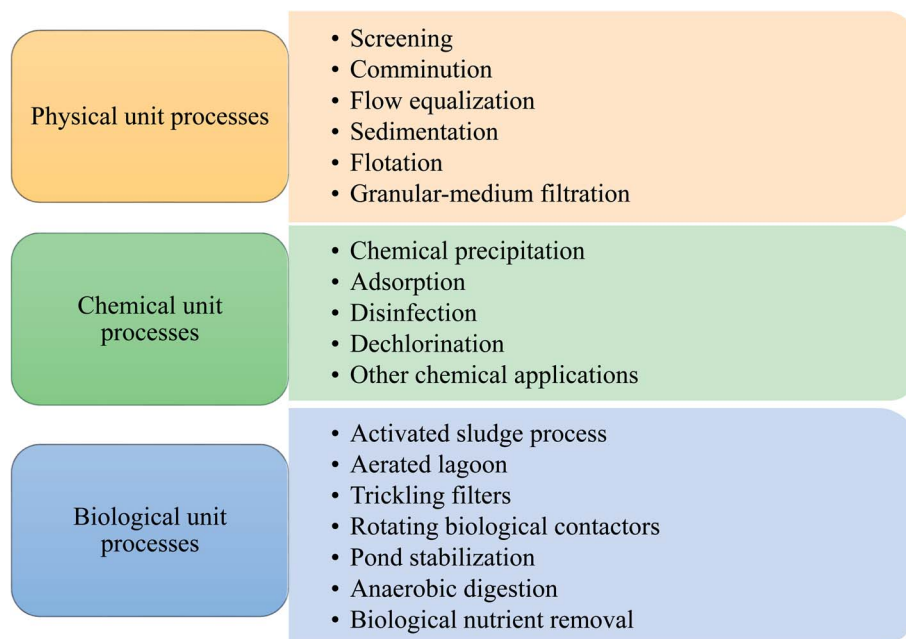 Physical unit processes
• Screening
• Comminution
• Flow equalization
• Sedimentation
• Flotation
• Granular-medium filtration
Chemical unit
processes
• Chemical precipitation
• Adsorption
• Disinfection
• Dechlorination
• Other chemical applications
Biological unit
processes
• Activated sludge process
• Aerated lagoon
• Trickling filters
• Rotating biological contactors
• Pond stabilization
• Anaerobic digestion
• Biological nutrient removal